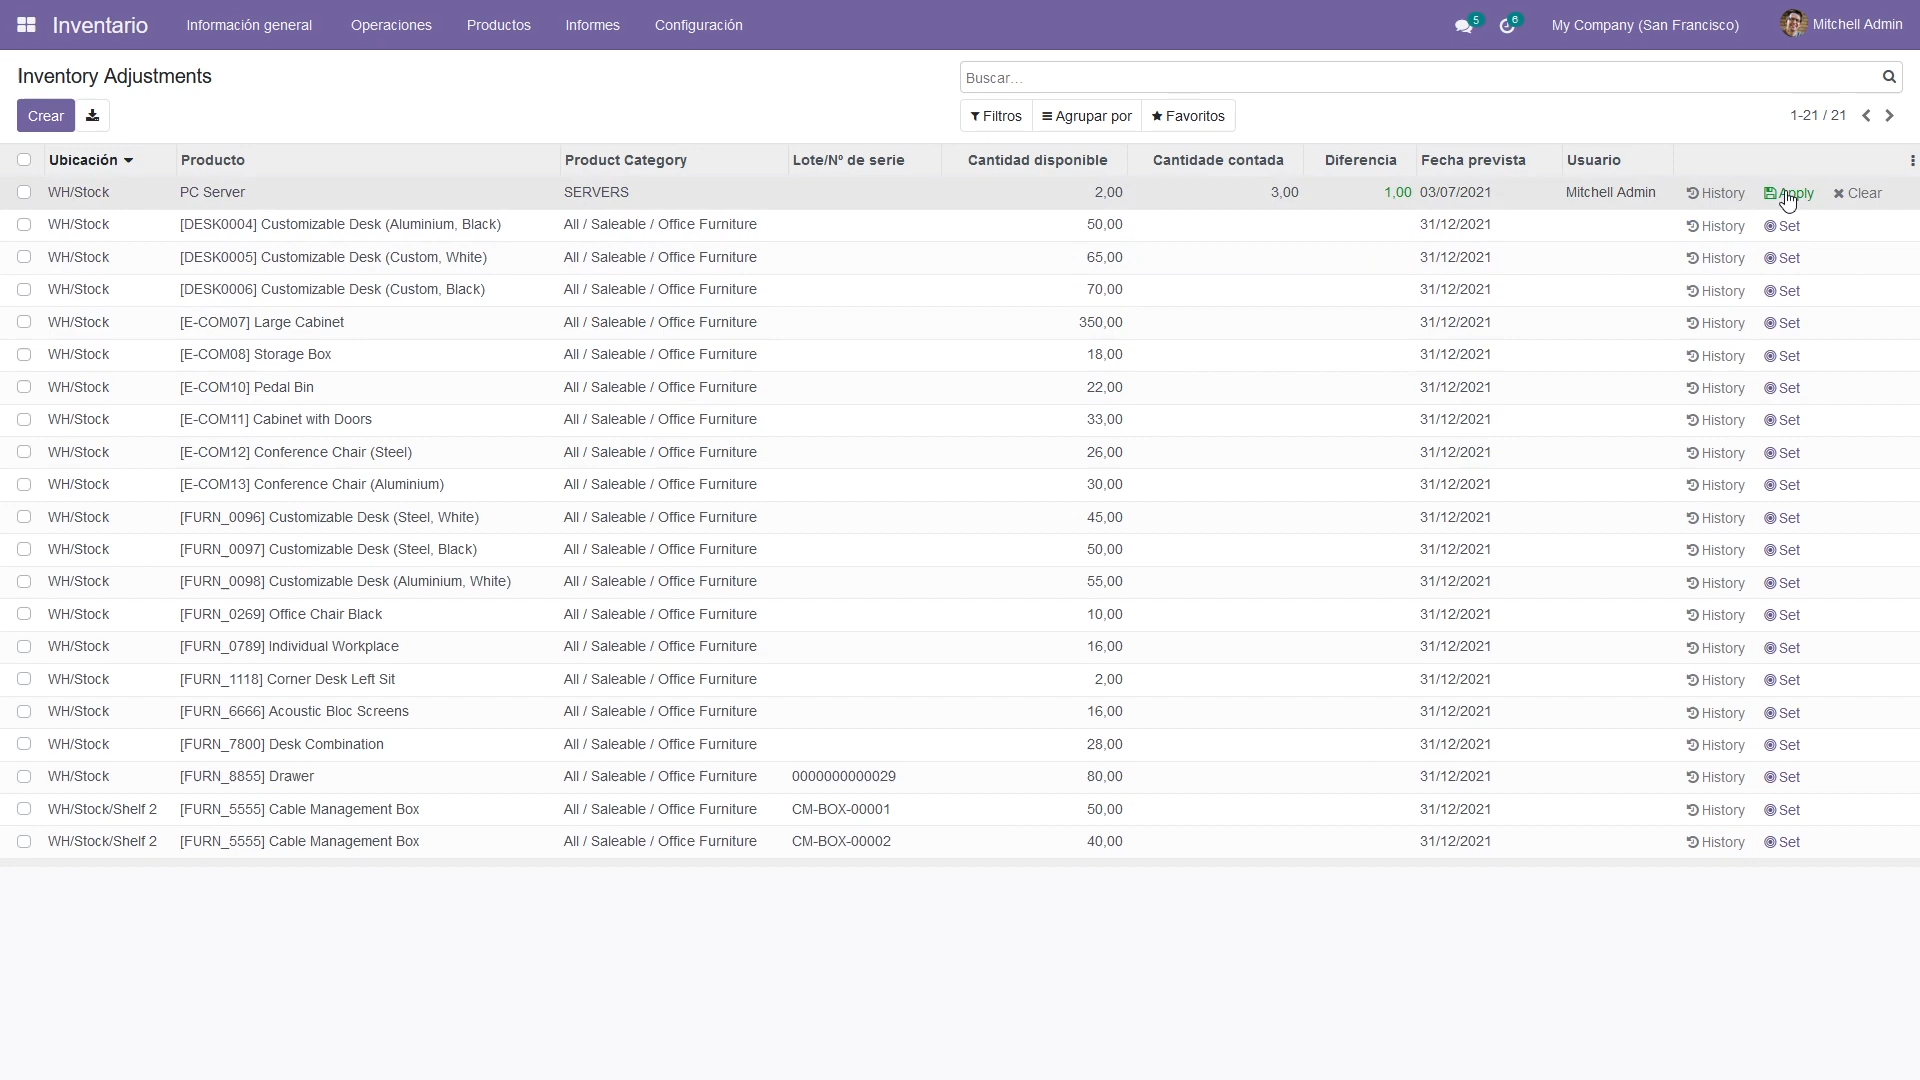 Inventario Información general Operaciones Productos Informes Configuración 5 6 My Company (San Francisco) Mitchell Admin
Inventory Adjustments Buscar...
Crear Filtros Agrupar por Favoritos 1-21 / 21
Ubicación Producto Product Category Lote/Nº de serie Cantidad disponible Cantidade contada Diferencia Fecha prevista Usuario
WH/Stock PC Server SERVERS 2,00 3,00 1,00 03/07/2021 Mitchell Admin History Apply Clear
WH/Stock [DESK0004] Customizable Desk (Aluminium, Black) All / Saleable / Office Furniture 50,00 31/12/2021 History Set
WH/Stock [DESK0005] Customizable Desk (Custom, White) All / Saleable / Office Furniture 65,00 31/12/2021 History Set
WH/Stock [DESK0006] Customizable Desk (Custom, Black) All / Saleable / Office Furniture 70,00 31/12/2021 History Set
WH/Stock [E-COM07] Large Cabinet All / Saleable / Office Furniture 350,00 31/12/2021 History Set
WH/Stock [E-COM08] Storage Box All / Saleable / Office Furniture 18,00 31/12/2021 History Set
WH/Stock [E-COM10] Pedal Bin All / Saleable / Office Furniture 22,00 31/12/2021 History Set
WH/Stock [E-COM11] Cabinet with Doors All / Saleable / Office Furniture 33,00 31/12/2021 History Set
WH/Stock [E-COM12] Conference Chair (Steel) All / Saleable / Office Furniture 26,00 31/12/2021 History Set
WH/Stock [E-COM13] Conference Chair (Aluminium) All / Saleable / Office Furniture 30,00 31/12/2021 History Set
WH/Stock [FURN_0096] Customizable Desk (Steel, White) All / Saleable / Office Furniture 45,00 31/12/2021 History Set
WH/Stock [FURN_0097] Customizable Desk (Steel, Black) All / Saleable / Office Furniture 50,00 31/12/2021 History Set
WH/Stock [FURN_0098] Customizable Desk (Aluminium, White) All / Saleable / Office Furniture 55,00 31/12/2021 History Set
WH/Stock [FURN_0269] Office Chair Black All / Saleable / Office Furniture 10,00 31/12/2021 History Set
WH/Stock [FURN_0789] Individual Workplace All / Saleable / Office Furniture 16,00 31/12/2021 History Set
WH/Stock [FURN_1118] Corner Desk Left Sit All / Saleable / Office Furniture 2,00 31/12/2021 History Set
WH/Stock [FURN_6666] Acoustic Bloc Screens All / Saleable / Office Furniture 16,00 31/12/2021 History Set
WH/Stock [FURN_7800] Desk Combination All / Saleable / Office Furniture 28,00 31/12/2021 History Set
WH/Stock [FURN_8855] Drawer All / Saleable / Office Furniture 0000000000029 80,00 31/12/2021 History Set
WH/Stock/Shelf 2 [FURN_5555] Cable Management Box All / Saleable / Office Furniture CM-BOX-00001 50,00 31/12/2021 History Set
WH/Stock/Shelf 2 [FURN_5555] Cable Management Box All / Saleable / Office Furniture CM-BOX-00002 40,00 31/12/2021 History Set